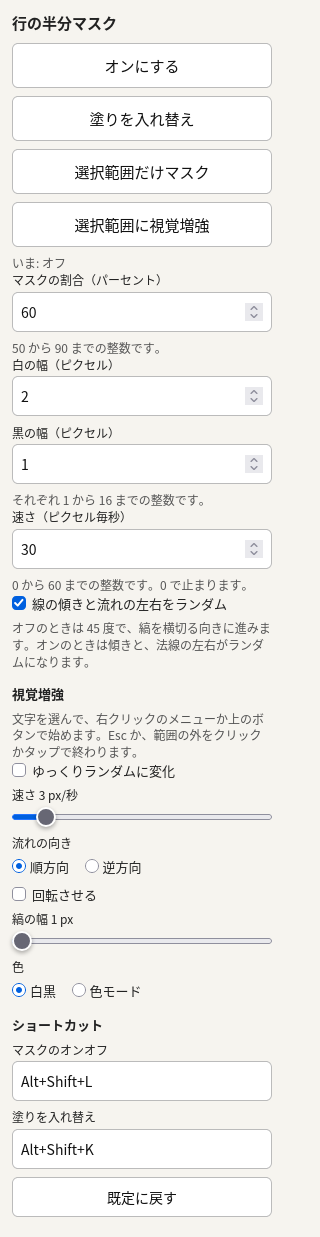 行の半分マスク
オンにする
塗りを入れ替え
選択範囲だけマスク
選択範囲に視覚増強
いま: オフ
マスクの割合（パーセント）
60
50 から 90 までの整数です。
白の幅（ピクセル）
2
黒の幅（ピクセル）
1
それぞれ 1 から 16 までの整数です。
速さ（ピクセル毎秒）
30
0 から 60 までの整数です。0 で止まります。
線の傾きと流れの左右をランダム
オフのときは 45 度で、縞を横切る向きに進みま
す。オンのときは傾きと、法線の左右がランダ
ムになります。
視覚増強
文字を選んで、右クリックのメニューか上のボ
タンで始めます。Esc か、範囲の外をクリック
かタップで終わります。
ゆっくりランダムに変化
速さ 3 px/秒
流れの向き
順方向 逆方向
回転させる
縞の幅 1 px
色
白黒 色モード
ショートカット
マスクのオンオフ
Alt+Shift+L
塗りを入れ替え
Alt+Shift+K
既定に戻す